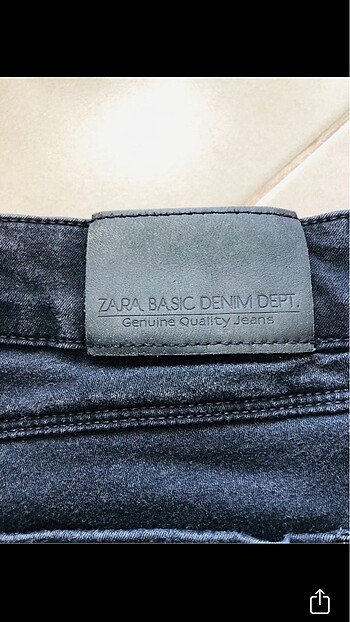 ZARA BASIC DENIM DEPT.
Genuine Quality Jeans